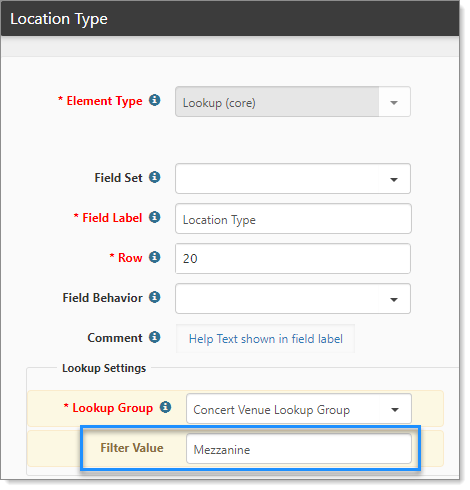 Location Type
* Element Type Lookup (core)
Field Set
* Field Label Location Type
* Row 20
Field Behavior
Comment Help Text shown in field label
Lookup Settings
* Lookup Group Concert Venue Lookup Group
Filter Value Mezzanine